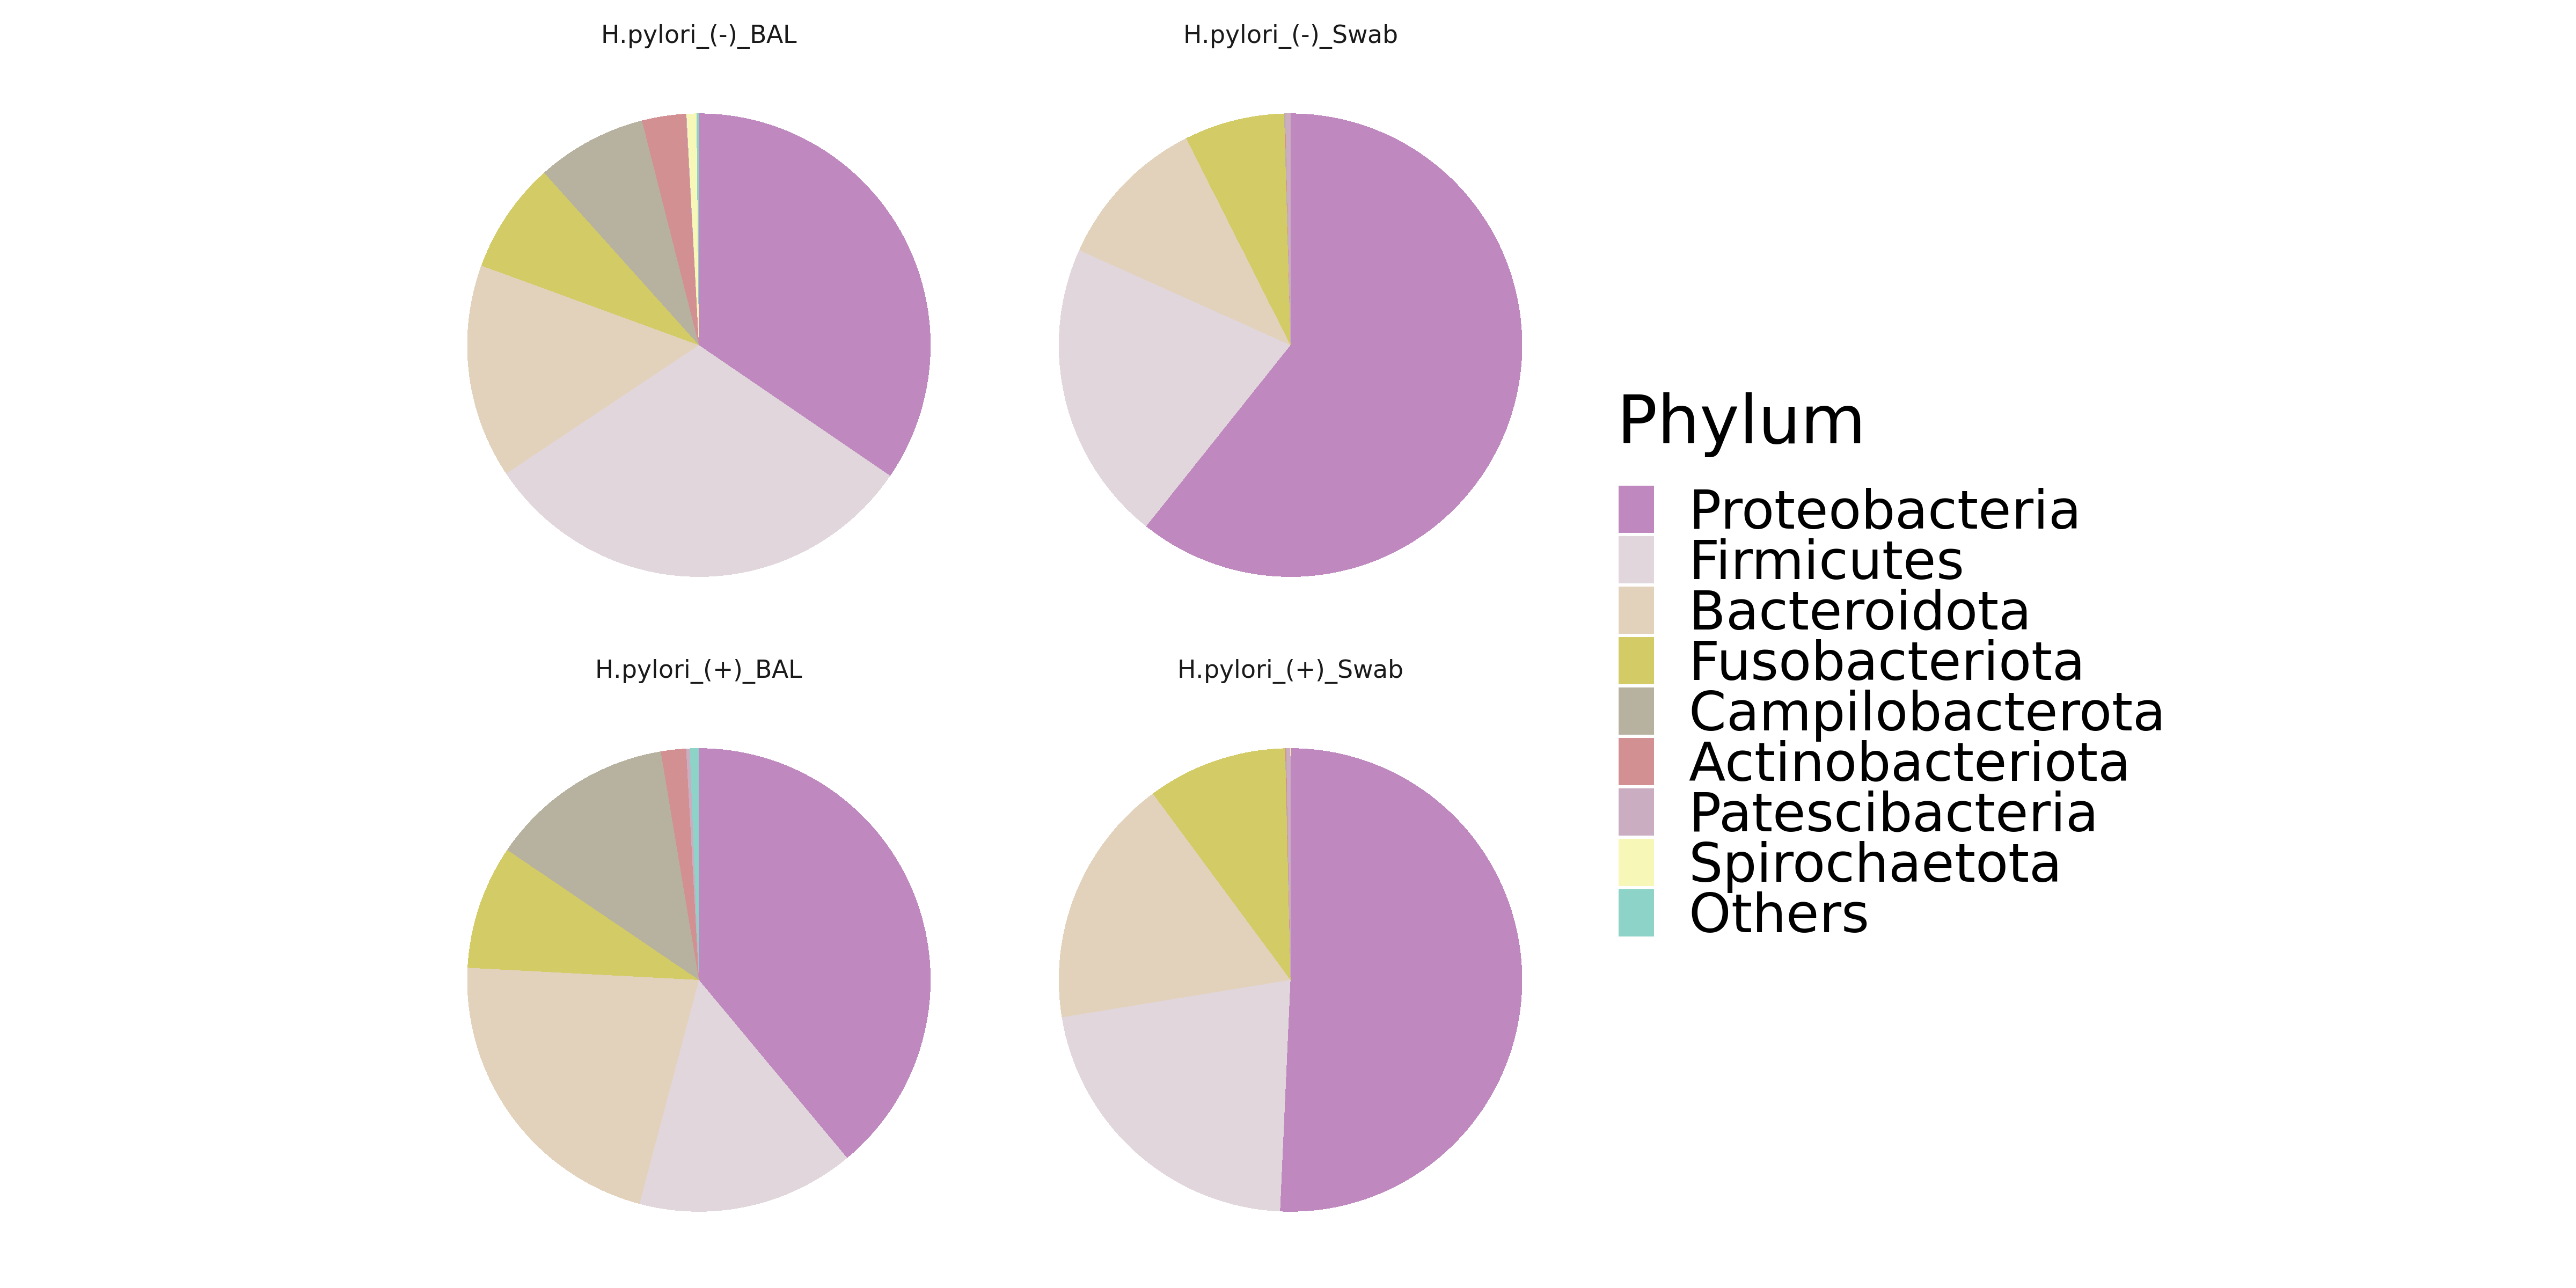 H.pylori_(-)_BAL
H.pylori_(-)_Swab
H.pylori_(+)_BAL
H.pylori_(+)_Swab
Phylum
Proteobacteria
Firmicutes
Bacteroidota
Fusobacteriota
Campilobacterota
Actinobacteriota
Patescibacteria
Spirochaetota
Others